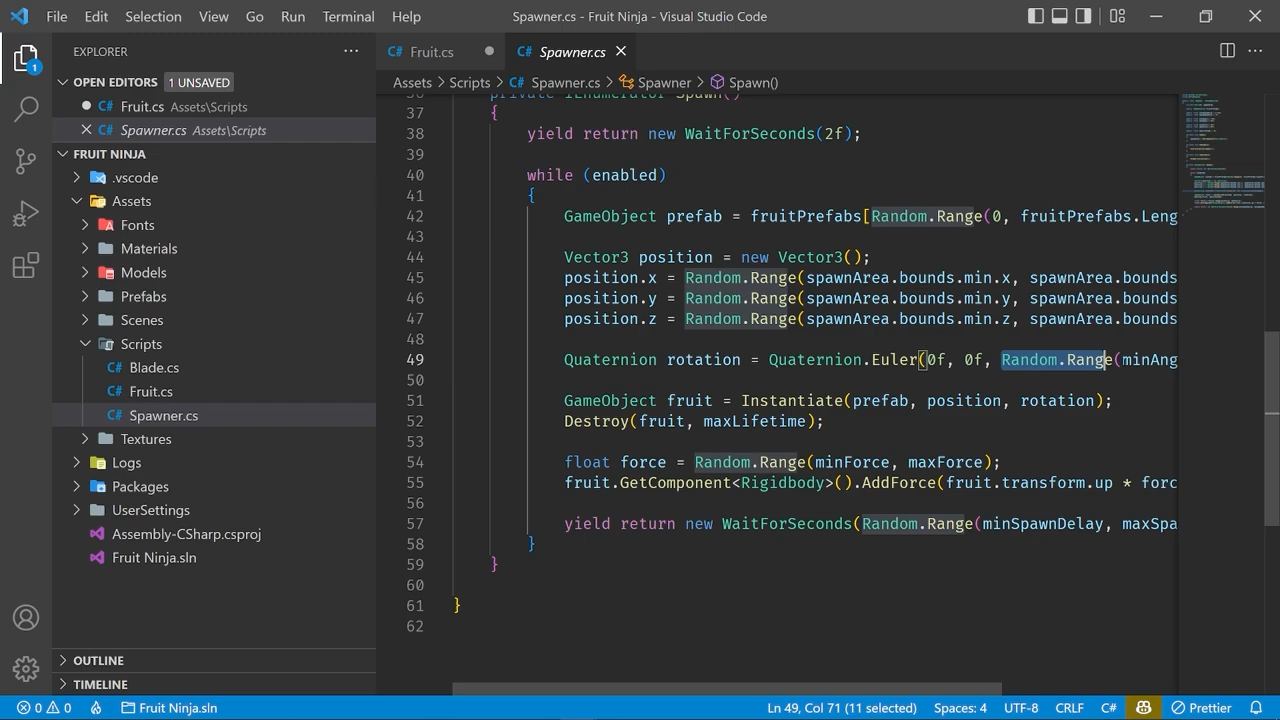 File Edit Selection View Go Run Terminal Help Spawner.cs - Fruit Ninja - Visual Studio Code
EXPLORER
OPEN EDITORS 1 UNSAVED
Fruit.cs Assets\Scripts
Spawner.cs Assets\Scripts
FRUIT NINJA
.vscode
Assets
Fonts
Materials
Models
Prefabs
Scenes
Scripts
Blade.cs
Fruit.cs
Spawner.cs
Textures
Logs
Packages
UserSettings
Assembly-CSharp.csproj
Fruit Ninja.sln
OUTLINE
TIMELINE
1
C# Fruit.cs C# Spawner.cs
Assets > Scripts > C# Spawner.cs > Spawner > Spawn()
36 private IEnumerator Spawn()
37 {
38 yield return new WaitForSeconds(2f);
39
40 while (enabled)
41 {
42 GameObject prefab = fruitPrefabs[Random.Range(0, fruitPrefabs.Leng
43
44 Vector3 position = new Vector3();
45 position.x = Random.Range(spawnArea.bounds.min.x, spawnArea.bounds
46 position.y = Random.Range(spawnArea.bounds.min.y, spawnArea.bounds
47 position.z = Random.Range(spawnArea.bounds.min.z, spawnArea.bounds
48
49 Quaternion rotation = Quaternion.Euler(0f, 0f, Random.Range(minAng
50
51 GameObject fruit = Instantiate(prefab, position, rotation);
52 Destroy(fruit, maxLifetime);
53
54 float force = Random.Range(minForce, maxForce);
55 fruit.GetComponent<Rigidbody>().AddForce(fruit.transform.up * forc
56
57 yield return new WaitForSeconds(Random.Range(minSpawnDelay, maxSpa
58 }
59 }
60
61 }
62
0 0 Fruit Ninja.sln Ln 49, Col 71 (11 selected) Spaces: 4 UTF-8 CRLF C# Prettier